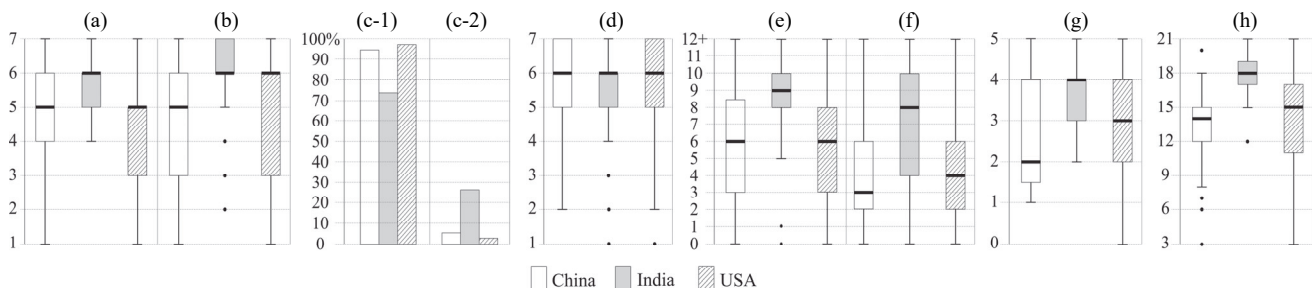 (a) (b) (c-1) (c-2) (d) (e) (f) (g) (h)
7 100% 7 12+ 5 21
90 11
6 80 6 10 4 18
70 9
5 60 5 8 3 15
50 7
4 4 6 12
40 5 2
3 30 3 4 9
20 3 1
2 10 2 2 6
1
1 0 1 0 0 3
China India USA